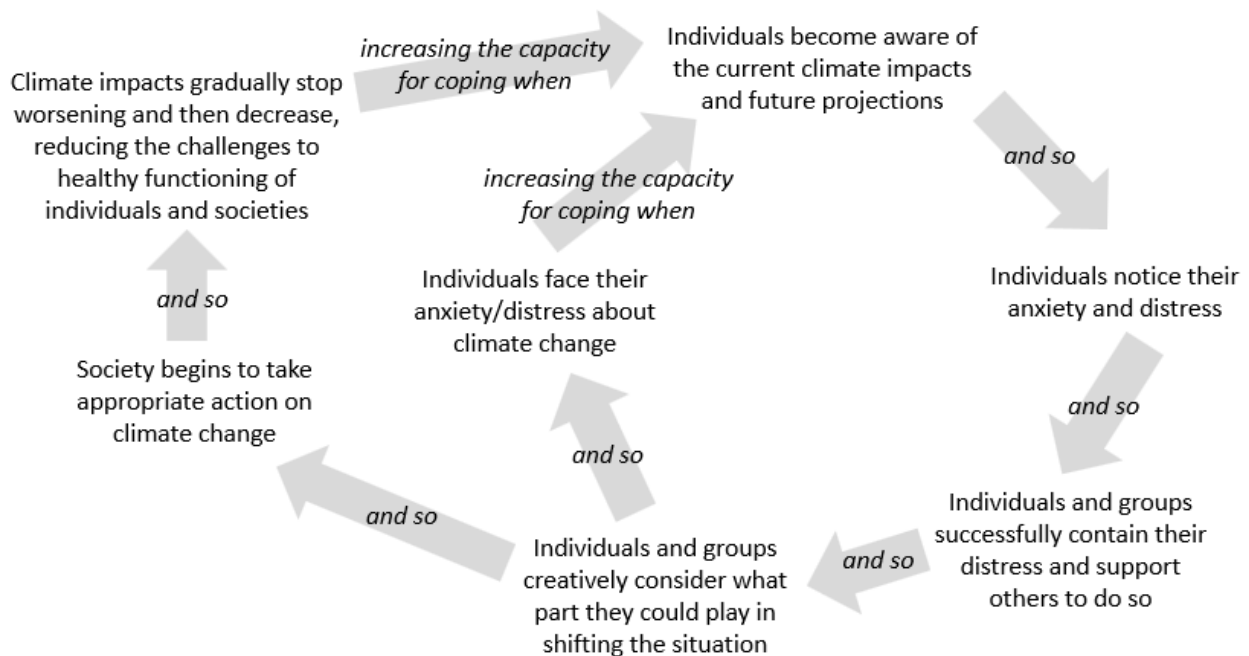 Individuals become aware of
the current climate impacts
and future projections
and so
Individuals notice their
anxiety and distress
and so
Individuals and groups
successfully contain their
distress and support
others to do so
and so
Individuals and groups
creatively consider what
part they could play in
shifting the situation
and so
Individuals face their
anxiety/distress about
climate change
increasing the capacity
for coping when
and so
Society begins to take
appropriate action on
climate change
and so
Climate impacts gradually stop
worsening and then decrease,
reducing the challenges to
healthy functioning of
individuals and societies
increasing the capacity
for coping when